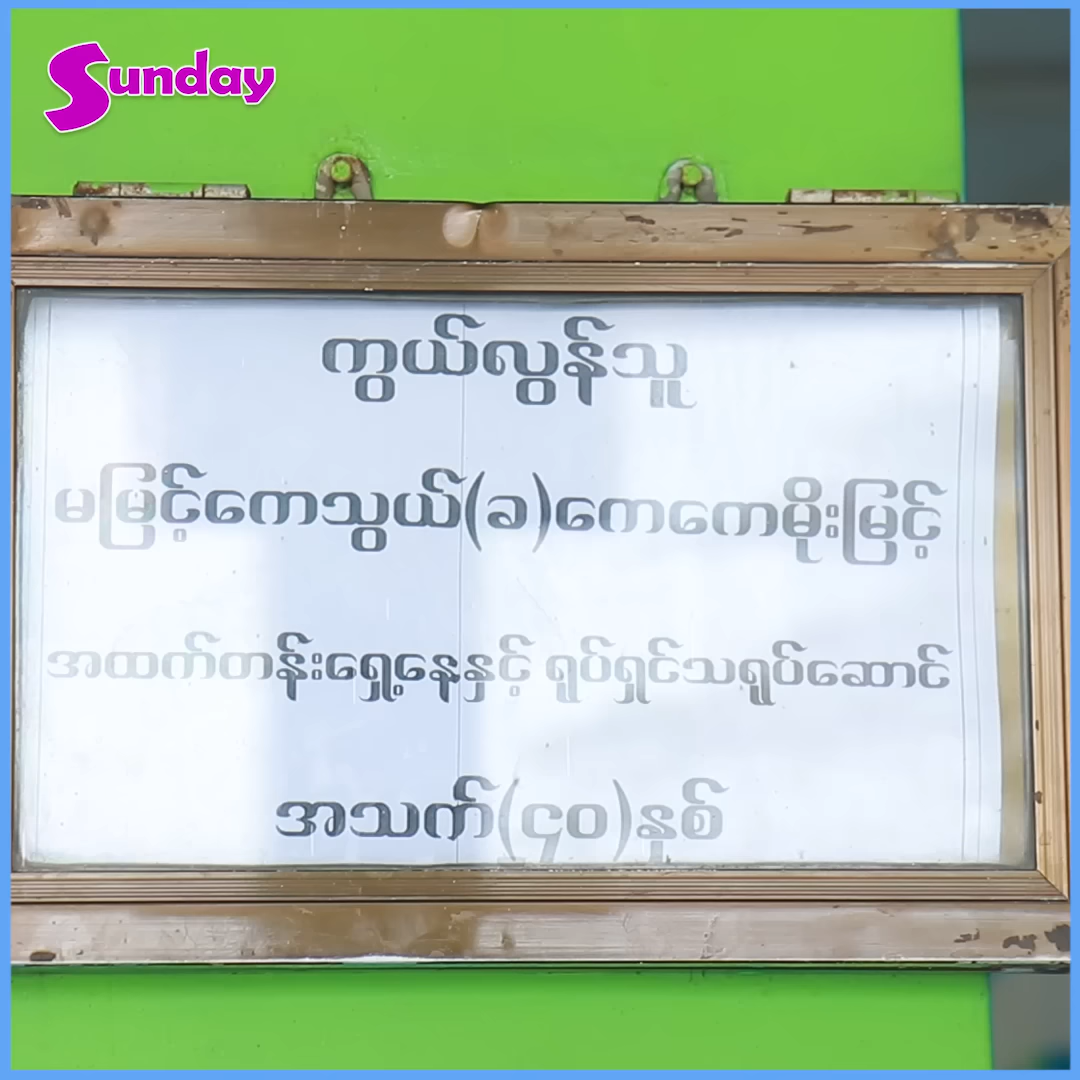 Sunday
ကွယ်လွန်သူ
မမြင့်ကေသွယ်(ခ)ကေကေမိုးမြင့်
အထက်တန်းရှေ့နေနှင့် ရုပ်ရှင်သရုပ်ဆောင်
အသက်(၄၀)နှစ်